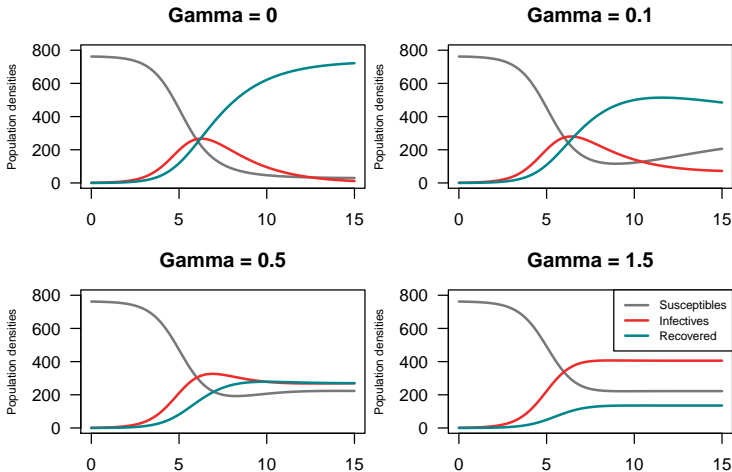 Gamma = 0
Population densities
800
600
400
200
0
0 5 10 15
Gamma = 0.1
Population densities
800
600
400
200
0
0 5 10 15
Gamma = 0.5
Population densities
800
600
400
200
0
0 5 10 15
Gamma = 1.5
Population densities
800
600
400
200
0
Susceptibles
Infectives
Recovered
0 5 10 15